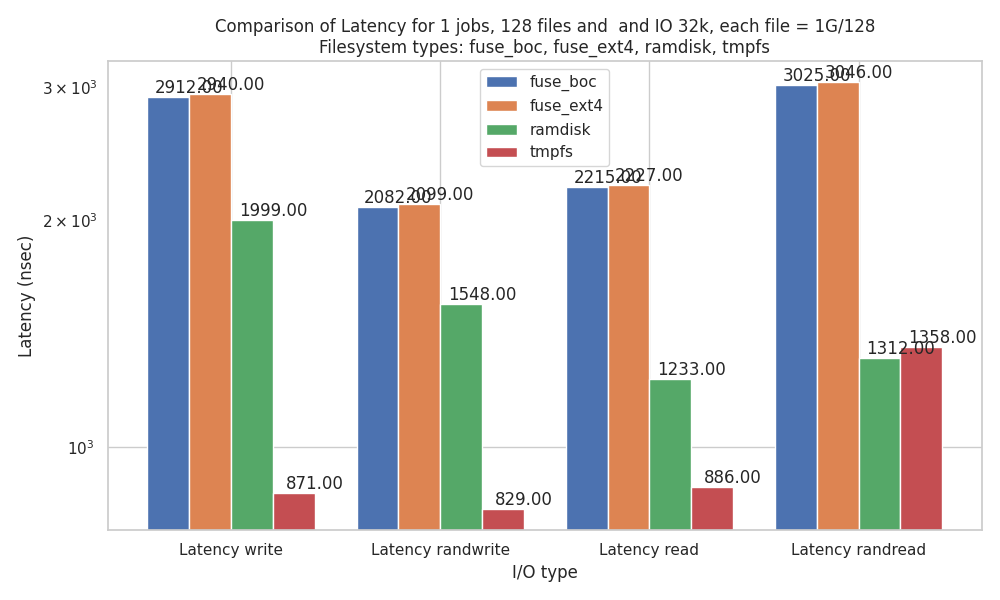 Comparison of Latency for 1 jobs, 128 files and  and IO 32k, each file = 1G/128
Filesystem types: fuse_boc, fuse_ext4, ramdisk, tmpfs
fuse_boc
fuse_ext4
ramdisk
tmpfs
3 × 10³
2 × 10³
10³
Latency (nsec)
2912.00
2940.00
1999.00
871.00
2082.00
2099.00
1548.00
829.00
2215.00
2227.00
1233.00
886.00
3025.00
3046.00
1312.00
1358.00
Latency write
Latency randwrite
Latency read
Latency randread
I/O type